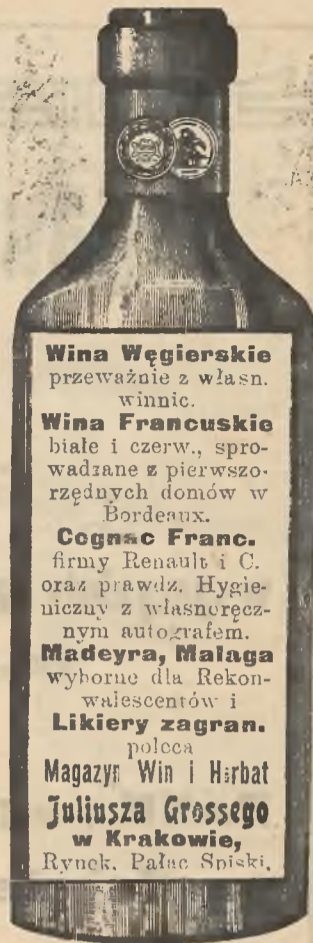 Wina Węgierskie
przeważnie z własn.
winnic.
Wina Francuskie
białe i czerw., spro-
wadzane z pierwszo-
rzędnych domów w
Bordeaux.
Cognac Franc.
firmy Renault i C.
oraz prawdz. Hygie-
niczny z własnoręcz-
nym autografem.
Madeyra, Malaga
wyborne dla Rekon-
walescentów i
Likiery zagran.
poleca
Magazyn Win i Herbat
Juliusza Grossego
w Krakowie,
Rynek, Pałac Spiski,